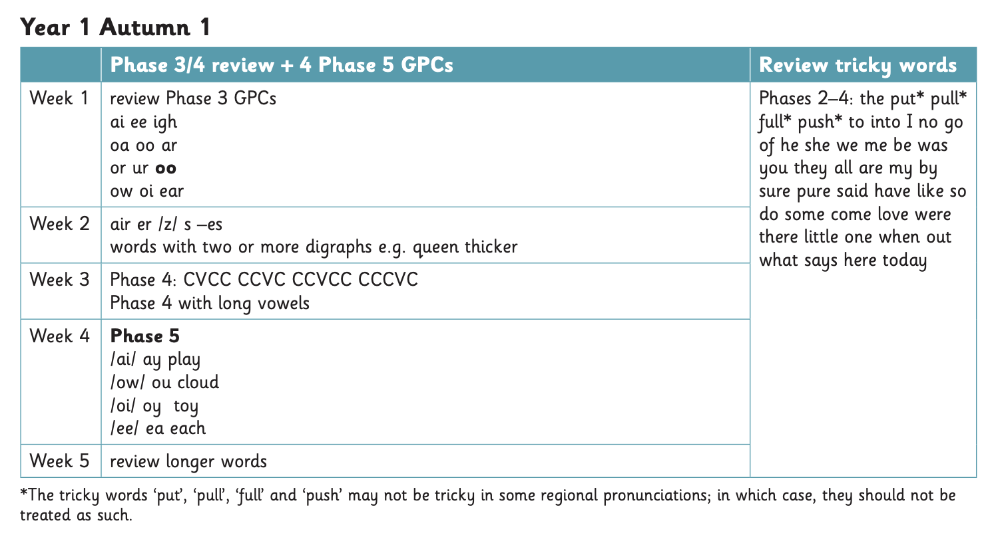 Year 1 Autumn 1
Phase 3/4 review + 4 Phase 5 GPCs
Review tricky words
Week 1
review Phase 3 GPCs
ai ee igh
oa oo ar
or ur oo
ow oi ear
Week 2
air er /z/ s –es
words with two or more digraphs e.g. queen thicker
Week 3
Phase 4: CVCC CCVC CCVCC CCCVC
Phase 4 with long vowels
Week 4
Phase 5
/ai/ ay play
/ow/ ou cloud
/oi/ oy  toy
/ee/ ea each
Week 5
review longer words
Phases 2–4: the put* pull*
full* push* to into I no go
of he she we me be was
you they all are my by
sure pure said have like so
do some come love were
there little one when out
what says here today
*The tricky words ‘put’, ‘pull’, ‘full’ and ‘push’ may not be tricky in some regional pronunciations; in which case, they should not be
treated as such.